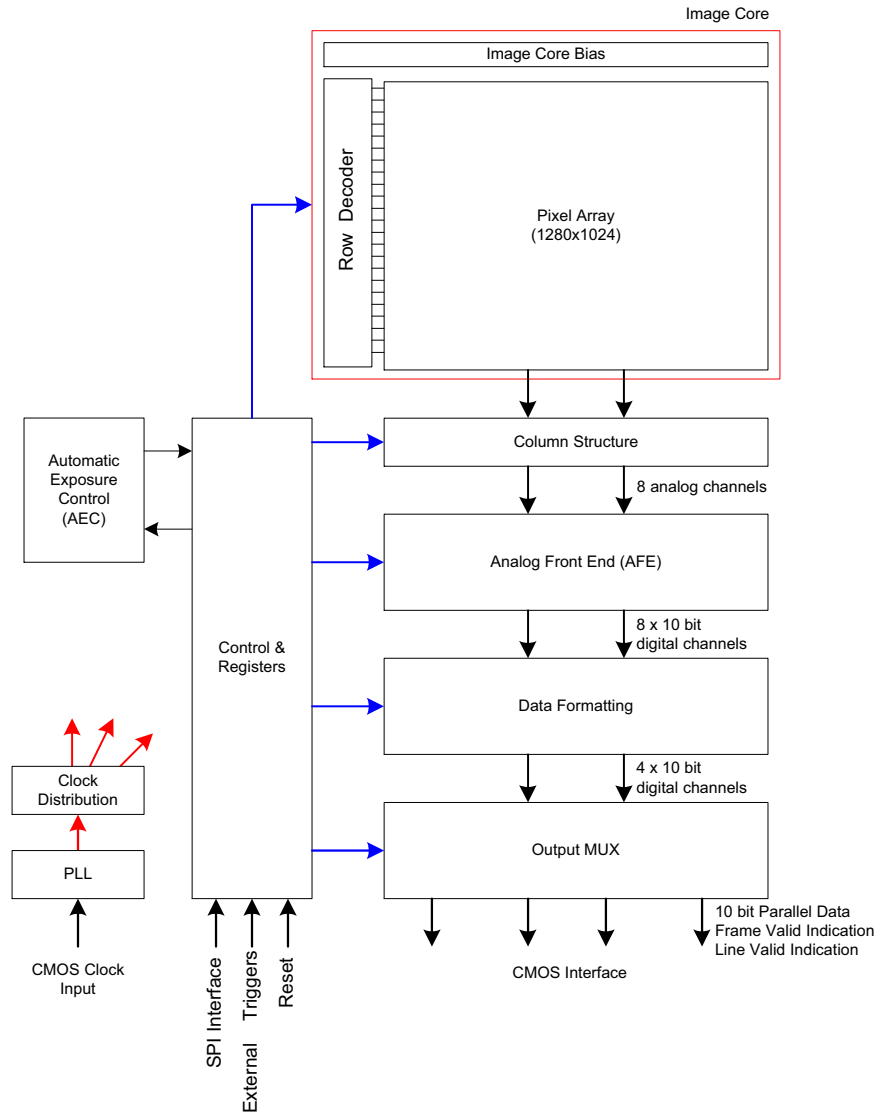 Image Core
Image Core Bias
Row Decoder
Pixel Array
(1280x1024)
Automatic
Exposure
Control
(AEC)
Column Structure
8 analog channels
Analog Front End (AFE)
8 x 10 bit
digital channels
Control &
Registers
Data Formatting
4 x 10 bit
digital channels
Clock
Distribution
PLL
Output MUX
10 bit Parallel Data
Frame Valid Indication
Line Valid Indication
CMOS Clock
Input
SPI Interface
External Triggers
Reset
CMOS Interface